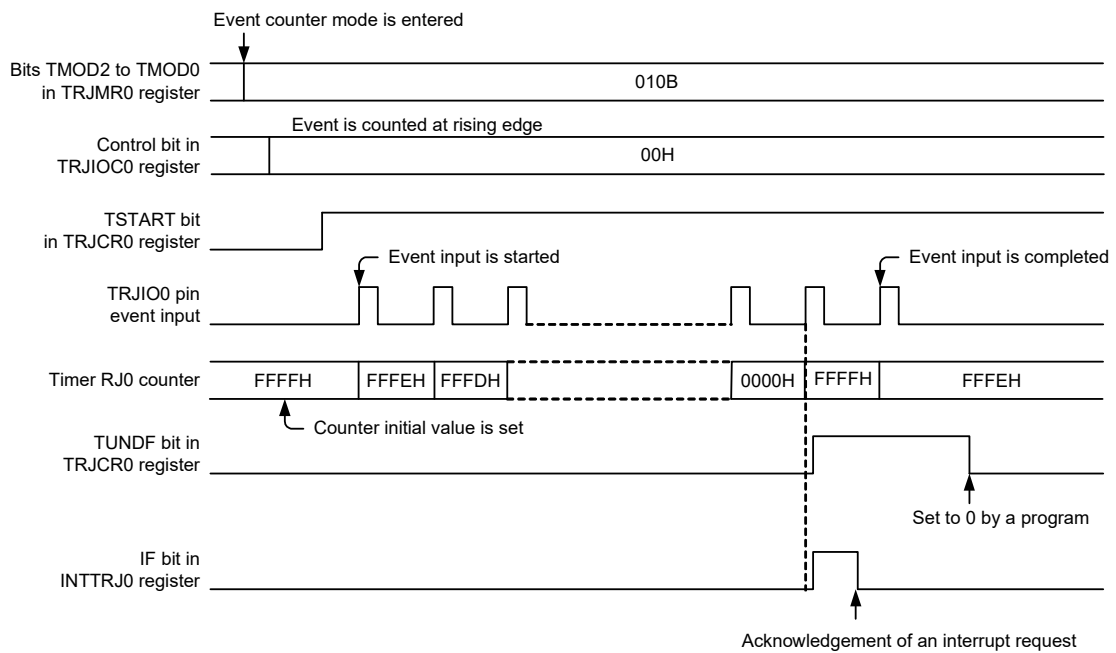 Event counter mode is entered
Bits TMOD2 to TMOD0
in TRJMR0 register
010B
Event is counted at rising edge
Control bit in
TRJIOC0 register
00H
TSTART bit
in TRJCR0 register
Event input is started
Event input is completed
TRJIO0 pin
event input
Timer RJ0 counter
FFFFH
FFFEH
FFFDH
0000H
FFFFH
FFFEH
Counter initial value is set
TUNDF bit in
TRJCR0 register
Set to 0 by a program
IF bit in
INTTRJ0 register
Acknowledgement of an interrupt request